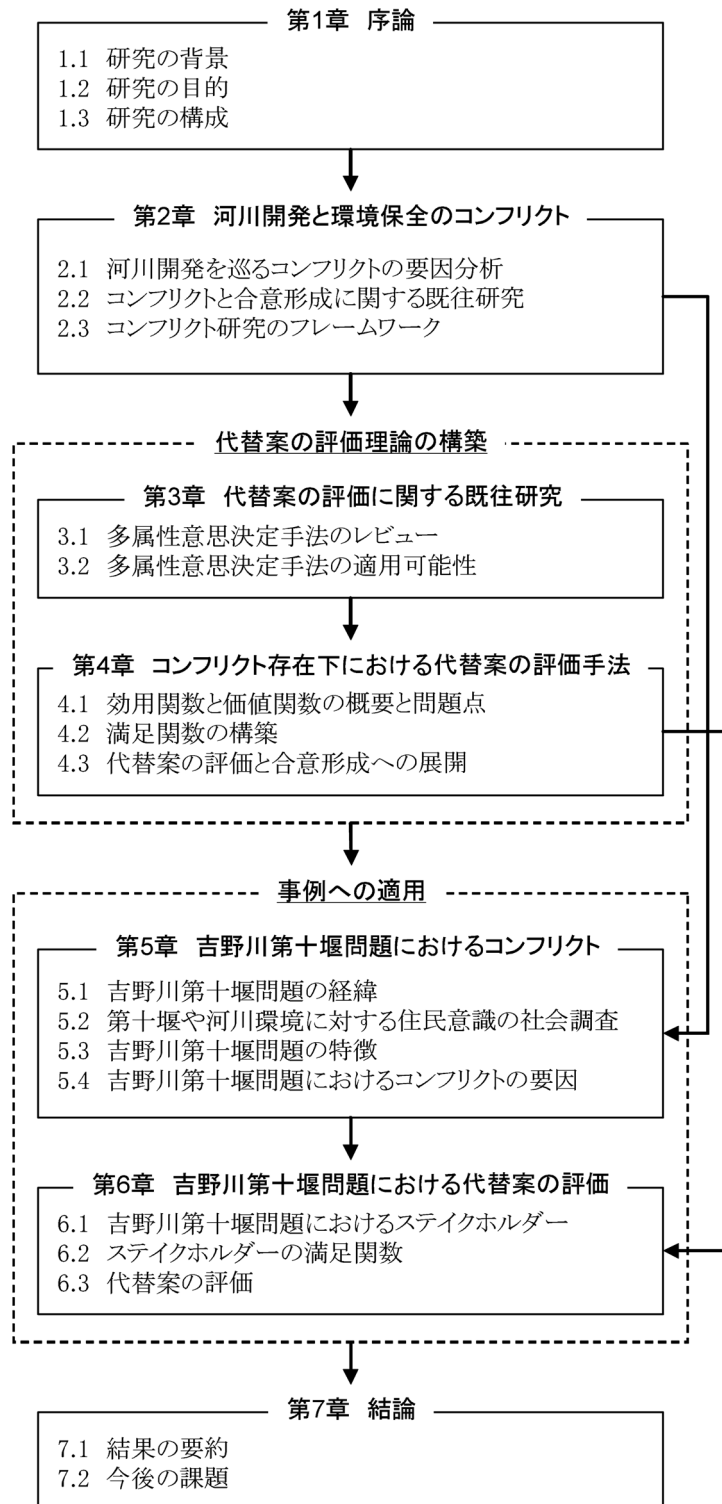 第1章 序論
1.1 研究の背景
1.2 研究の目的
1.3 研究の構成
第2章 河川開発と環境保全のコンフリクト
2.1 河川開発を巡るコンフリクトの要因分析
2.2 コンフリクトと合意形成に関する既往研究
2.3 コンフリクト研究のフレームワーク
代替案の評価理論の構築
第3章 代替案の評価に関する既往研究
3.1 多属性意思決定手法のレビュー
3.2 多属性意思決定手法の適用可能性
第4章 コンフリクト存在下における代替案の評価手法
4.1 効用関数と価値関数の概要と問題点
4.2 満足関数の構築
4.3 代替案の評価と合意形成への展開
事例への適用
第5章 吉野川第十堰問題におけるコンフリクト
5.1 吉野川第十堰問題の経緯
5.2 第十堰や河川環境に対する住民意識の社会調査
5.3 吉野川第十堰問題の特徴
5.4 吉野川第十堰問題におけるコンフリクトの要因
第6章 吉野川第十堰問題における代替案の評価
6.1 吉野川第十堰問題におけるステイクホルダー
6.2 ステイクホルダーの満足関数
6.3 代替案の評価
第7章 結論
7.1 結果の要約
7.2 今後の課題